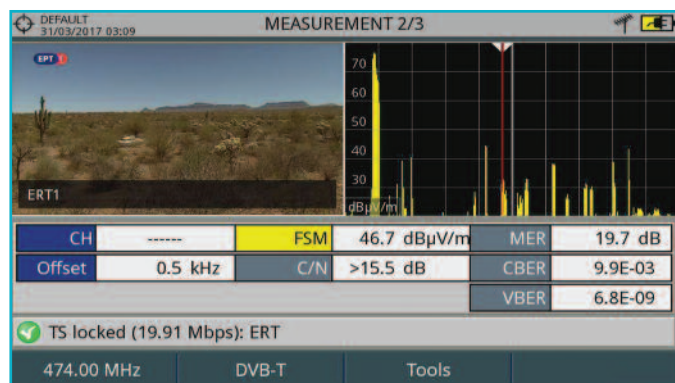 DEFAULT
31/03/2017 03:09
MEASUREMENT 2/3
ΕΡΤ
ERT1
70
60
50
40
30
dBµV/m
CH ------ FSM 46.7 dBµV/m MER 19.7 dB
Offset 0.5 kHz C/N >15.5 dB CBER 9.9E-03
VBER 6.8E-09
TS locked (19.91 Mbps): ERT
474.00 MHz DVB-T Tools